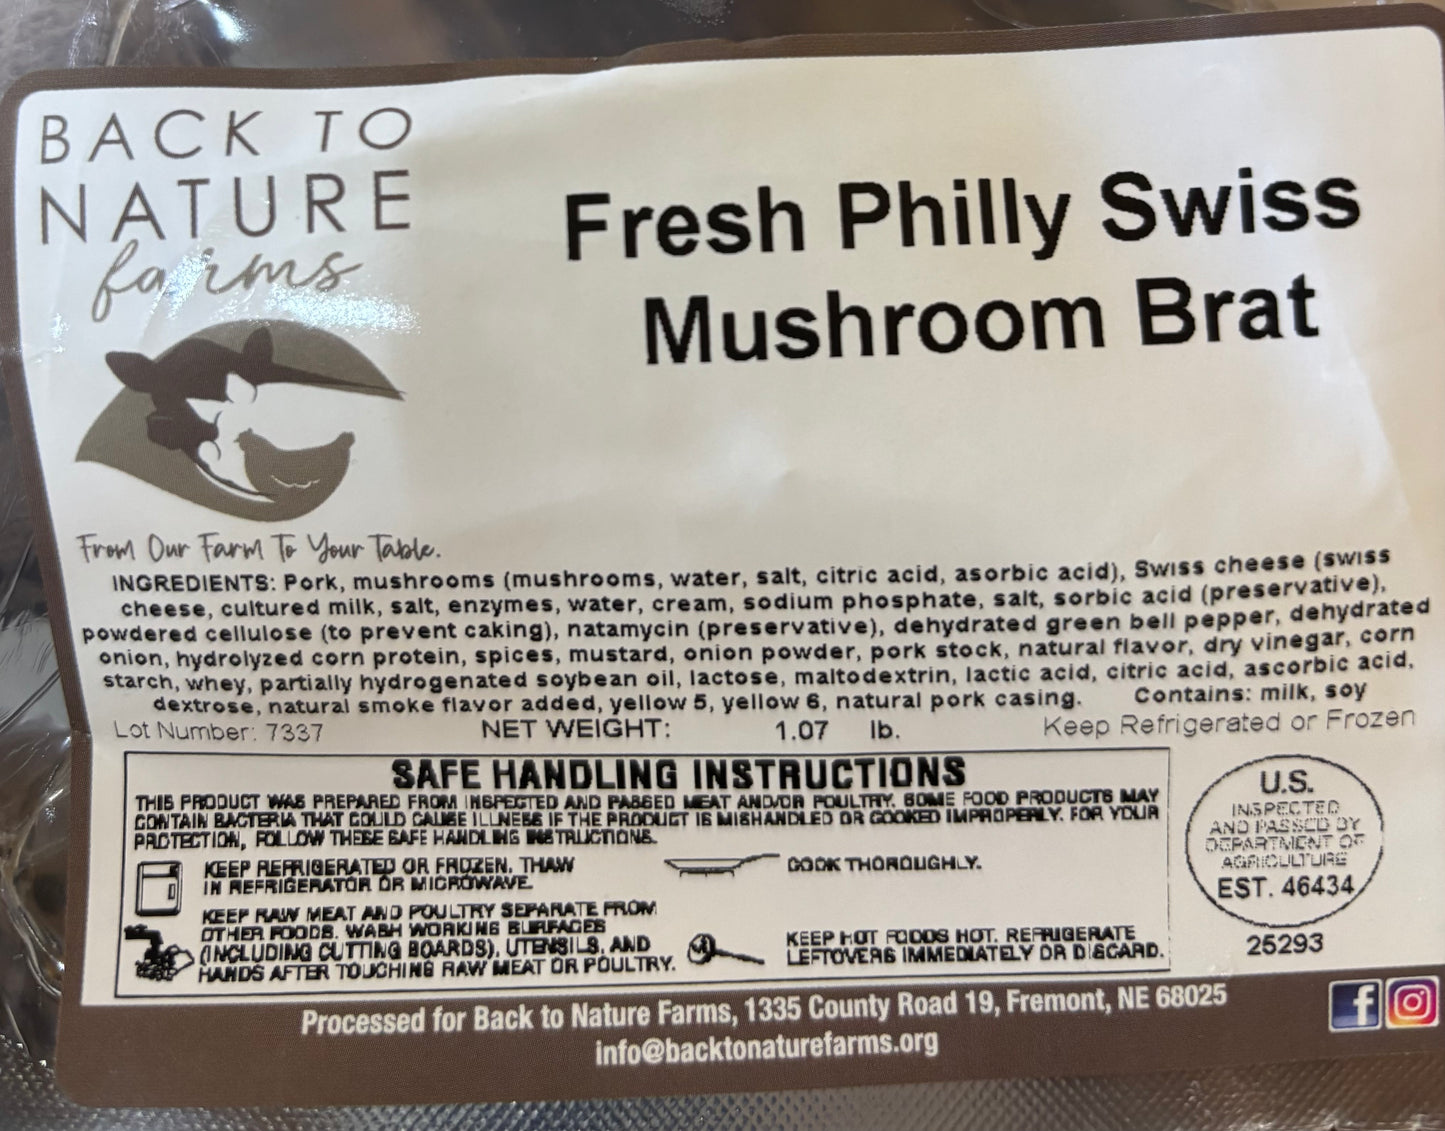 BACK TO
NATURE
farms
Fresh Philly Swiss
Mushroom Brat
From Our Farm To Your Table.
INGREDIENTS: Pork, mushrooms (mushrooms, water, salt, citric acid, asorbic acid), Swiss cheese (swiss
cheese, cultured milk, salt, enzymes, water, cream, sodium phosphate, salt, sorbic acid (preservative),
powdered cellulose (to prevent caking), natamycin (preservative), dehydrated green bell pepper, dehydrated
onion, hydrolyzed corn protein, spices, mustard, onion powder, pork stock, natural flavor, dry vinegar, corn
starch, whey, partially hydrogenated soybean oil, lactose, maltodextrin, lactic acid, citric acid, ascorbic acid,
dextrose, natural smoke flavor added, yellow 5, yellow 6, natural pork casing. Contains: milk, soy
Lot Number: 7337 NET WEIGHT: 1.07 lb. Keep Refrigerated or Frozen
SAFE HANDLING INSTRUCTIONS
THIS PRODUCT WAS PREPARED FROM INSPECTED AND PASSED MEAT AND/OR POULTRY. SOME FOOD PRODUCTS MAY
CONTAIN BACTERIA THAT COULD CAUSE ILLNESS IF THE PRODUCT IS MISHANDLED OR COOKED IMPROPERLY. FOR YOUR
PROTECTION, FOLLOW THESE SAFE HANDLING INSTRUCTIONS.
KEEP REFRIGERATED OR FROZEN. THAW
IN REFRIGERATOR OR MICROWAVE.
COOK THOROUGHLY.
KEEP RAW MEAT AND POULTRY SEPARATE FROM
OTHER FOODS. WASH WORKING SURFACES
(INCLUDING CUTTING BOARDS), UTENSILS, AND
HANDS AFTER TOUCHING RAW MEAT OR POULTRY.
KEEP HOT FOODS HOT. REFRIGERATE
LEFTOVERS IMMEDIATELY OR DISCARD.
U.S.
INSPECTED
AND PASSED BY
DEPARTMENT OF
AGRICULTURE
EST. 46434
25293
Processed for Back to Nature Farms, 1335 County Road 19, Fremont, NE 68025
info@backtonaturefarms.org